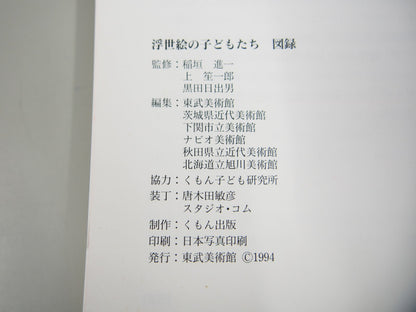 浮世絵の子どもたち 図録
監修：稲垣 進一
上 笙一郎
黒田日出男
編集：東武美術館
茨城県近代美術館
下関市立美術館
ナビオ美術館
秋田県立近代美術館
北海道立旭川美術館
協力：くもん子ども研究所
装丁：唐木田敏彦
スタジオ・コム
制作：くもん出版
印刷：日本写真印刷
発行：東武美術館 ©1994